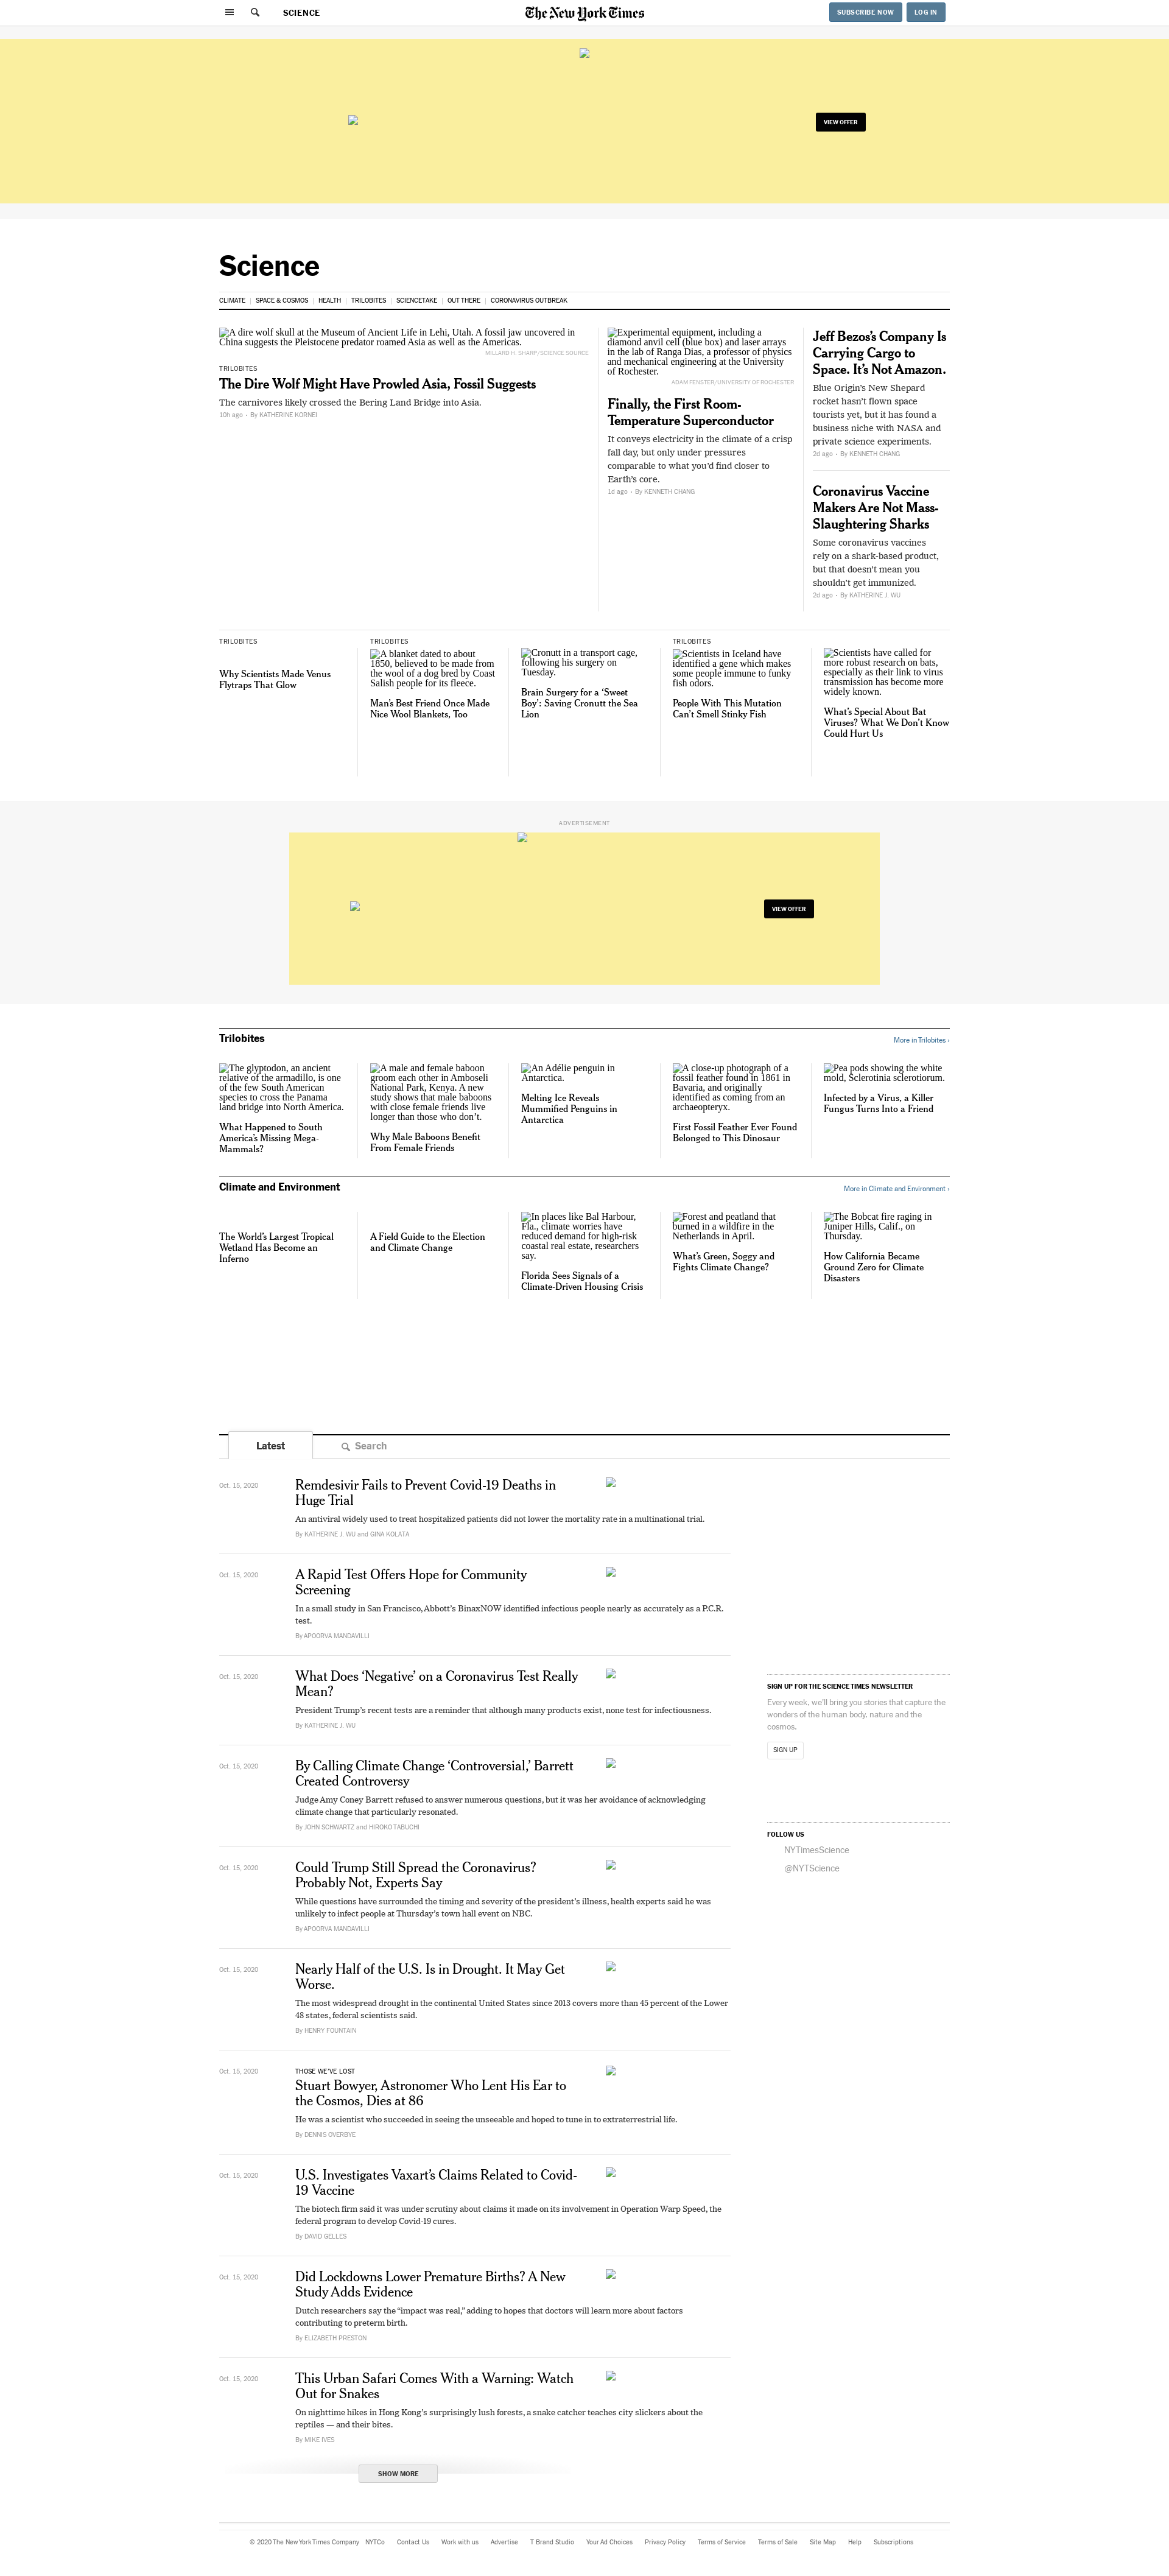 SCIENCE
The New York Times
SUBSCRIBE NOW
LOG IN
VIEW OFFER
Science
CLIMATE
SPACE & COSMOS
HEALTH
TRILOBITES
SCIENCETAKE
OUT THERE
CORONAVIRUS OUTBREAK
A dire wolf skull at the Museum of Ancient Life in Lehi, Utah. A fossil jaw uncovered in
China suggests the Pleistocene predator roamed Asia as well as the Americas.
MILLARD H. SHARP/SCIENCE SOURCE
TRILOBITES
The Dire Wolf Might Have Prowled Asia, Fossil Suggests
The carnivores likely crossed the Bering Land Bridge into Asia.
10h ago • By KATHERINE KORNEI
Experimental equipment, including a
diamond anvil cell (blue box) and laser arrays
in the lab of Ranga Dias, a professor of physics
and mechanical engineering at the University
of Rochester.
ADAM FENSTER/UNIVERSITY OF ROCHESTER
Finally, the First Room-
Temperature Superconductor
It conveys electricity in the climate of a crisp
fall day, but only under pressures
comparable to what you'd find closer to
Earth's core.
1d ago • By KENNETH CHANG
Jeff Bezos's Company Is
Carrying Cargo to
Space. It's Not Amazon.
Blue Origin's New Shepard
rocket hasn't flown space
tourists yet, but it has found a
business niche with NASA and
private science experiments.
2d ago • By KENNETH CHANG
Coronavirus Vaccine
Makers Are Not Mass-
Slaughtering Sharks
Some coronavirus vaccines
rely on a shark-based product,
but that doesn't mean you
shouldn't get immunized.
2d ago • By KATHERINE J. WU
TRILOBITES
Why Scientists Made Venus
Flytraps That Glow
TRILOBITES
A blanket dated to about
1850, believed to be made from
the wool of a dog bred by Coast
Salish people for its fleece.
Man's Best Friend Once Made
Nice Wool Blankets, Too
Cronutt in a transport cage,
following his surgery on
Tuesday.
Brain Surgery for a 'Sweet
Boy': Saving Cronutt the Sea
Lion
TRILOBITES
Scientists in Iceland have
identified a gene which makes
some people immune to funky
fish odors.
People With This Mutation
Can't Smell Stinky Fish
Scientists have called for
more robust research on bats,
especially as their link to virus
transmission has become more
widely known.
What's Special About Bat
Viruses? What We Don't Know
Could Hurt Us
ADVERTISEMENT
VIEW OFFER
Trilobites
More in Trilobites ›
The glyptodon, an ancient
relative of the armadillo, is one
of the few South American
species to cross the Panama
land bridge into North America.
What Happened to South
America's Missing Mega-
Mammals?
A male and female baboon
groom each other in Amboseli
National Park, Kenya. A new
study shows that male baboons
with close female friends live
longer than those who don't.
Why Male Baboons Benefit
From Female Friends
An Adélie penguin in
Antarctica.
Melting Ice Reveals
Mummified Penguins in
Antarctica
A close-up photograph of a
fossil feather found in 1861 in
Bavaria, and originally
identified as coming from an
archaeopteryx.
First Fossil Feather Ever Found
Belonged to This Dinosaur
Pea pods showing the white
mold, Sclerotinia sclerotiorum.
Infected by a Virus, a Killer
Fungus Turns Into a Friend
Climate and Environment
More in Climate and Environment ›
The World's Largest Tropical
Wetland Has Become an
Inferno
A Field Guide to the Election
and Climate Change
In places like Bal Harbour,
Fla., climate worries have
reduced demand for high-risk
coastal real estate, researchers
say.
Florida Sees Signals of a
Climate-Driven Housing Crisis
Forest and peatland that
burned in a wildfire in the
Netherlands in April.
What's Green, Soggy and
Fights Climate Change?
The Bobcat fire raging in
Juniper Hills, Calif., on
Thursday.
How California Became
Ground Zero for Climate
Disasters
Latest
Search
Oct. 15, 2020
Remdesivir Fails to Prevent Covid-19 Deaths in
Huge Trial
An antiviral widely used to treat hospitalized patients did not lower the mortality rate in a multinational trial.
By KATHERINE J. WU and GINA KOLATA
Oct. 15, 2020
A Rapid Test Offers Hope for Community
Screening
In a small study in San Francisco, Abbott's BinaxNOW identified infectious people nearly as accurately as a P.C.R.
test.
By APOORVA MANDAVILLI
Oct. 15, 2020
What Does 'Negative' on a Coronavirus Test Really
Mean?
President Trump's recent tests are a reminder that although many products exist, none test for infectiousness.
By KATHERINE J. WU
Oct. 15, 2020
By Calling Climate Change 'Controversial,' Barrett
Created Controversy
Judge Amy Coney Barrett refused to answer numerous questions, but it was her avoidance of acknowledging
climate change that particularly resonated.
By JOHN SCHWARTZ and HIROKO TABUCHI
Oct. 15, 2020
Could Trump Still Spread the Coronavirus?
Probably Not, Experts Say
While questions have surrounded the timing and severity of the president's illness, health experts said he was
unlikely to infect people at Thursday's town hall event on NBC.
By APOORVA MANDAVILLI
Oct. 15, 2020
Nearly Half of the U.S. Is in Drought. It May Get
Worse.
The most widespread drought in the continental United States since 2013 covers more than 45 percent of the Lower
48 states, federal scientists said.
By HENRY FOUNTAIN
Oct. 15, 2020
THOSE WE'VE LOST
Stuart Bowyer, Astronomer Who Lent His Ear to
the Cosmos, Dies at 86
He was a scientist who succeeded in seeing the unseeable and hoped to tune in to extraterrestrial life.
By DENNIS OVERBYE
Oct. 15, 2020
U.S. Investigates Vaxart's Claims Related to Covid-
19 Vaccine
The biotech firm said it was under scrutiny about claims it made on its involvement in Operation Warp Speed, the
federal program to develop Covid-19 cures.
By DAVID GELLES
Oct. 15, 2020
Did Lockdowns Lower Premature Births? A New
Study Adds Evidence
Dutch researchers say the "impact was real," adding to hopes that doctors will learn more about factors
contributing to preterm birth.
By ELIZABETH PRESTON
Oct. 15, 2020
This Urban Safari Comes With a Warning: Watch
Out for Snakes
On nighttime hikes in Hong Kong's surprisingly lush forests, a snake catcher teaches city slickers about the
reptiles — and their bites.
By MIKE IVES
SHOW MORE
SIGN UP FOR THE SCIENCE TIMES NEWSLETTER
Every week, we'll bring you stories that capture the
wonders of the human body, nature and the
cosmos.
SIGN UP
FOLLOW US
NYTimesScience
@NYTScience
© 2020 The New York Times Company
NYTCo
Contact Us
Work with us
Advertise
T Brand Studio
Your Ad Choices
Privacy Policy
Terms of Service
Terms of Sale
Site Map
Help
Subscriptions